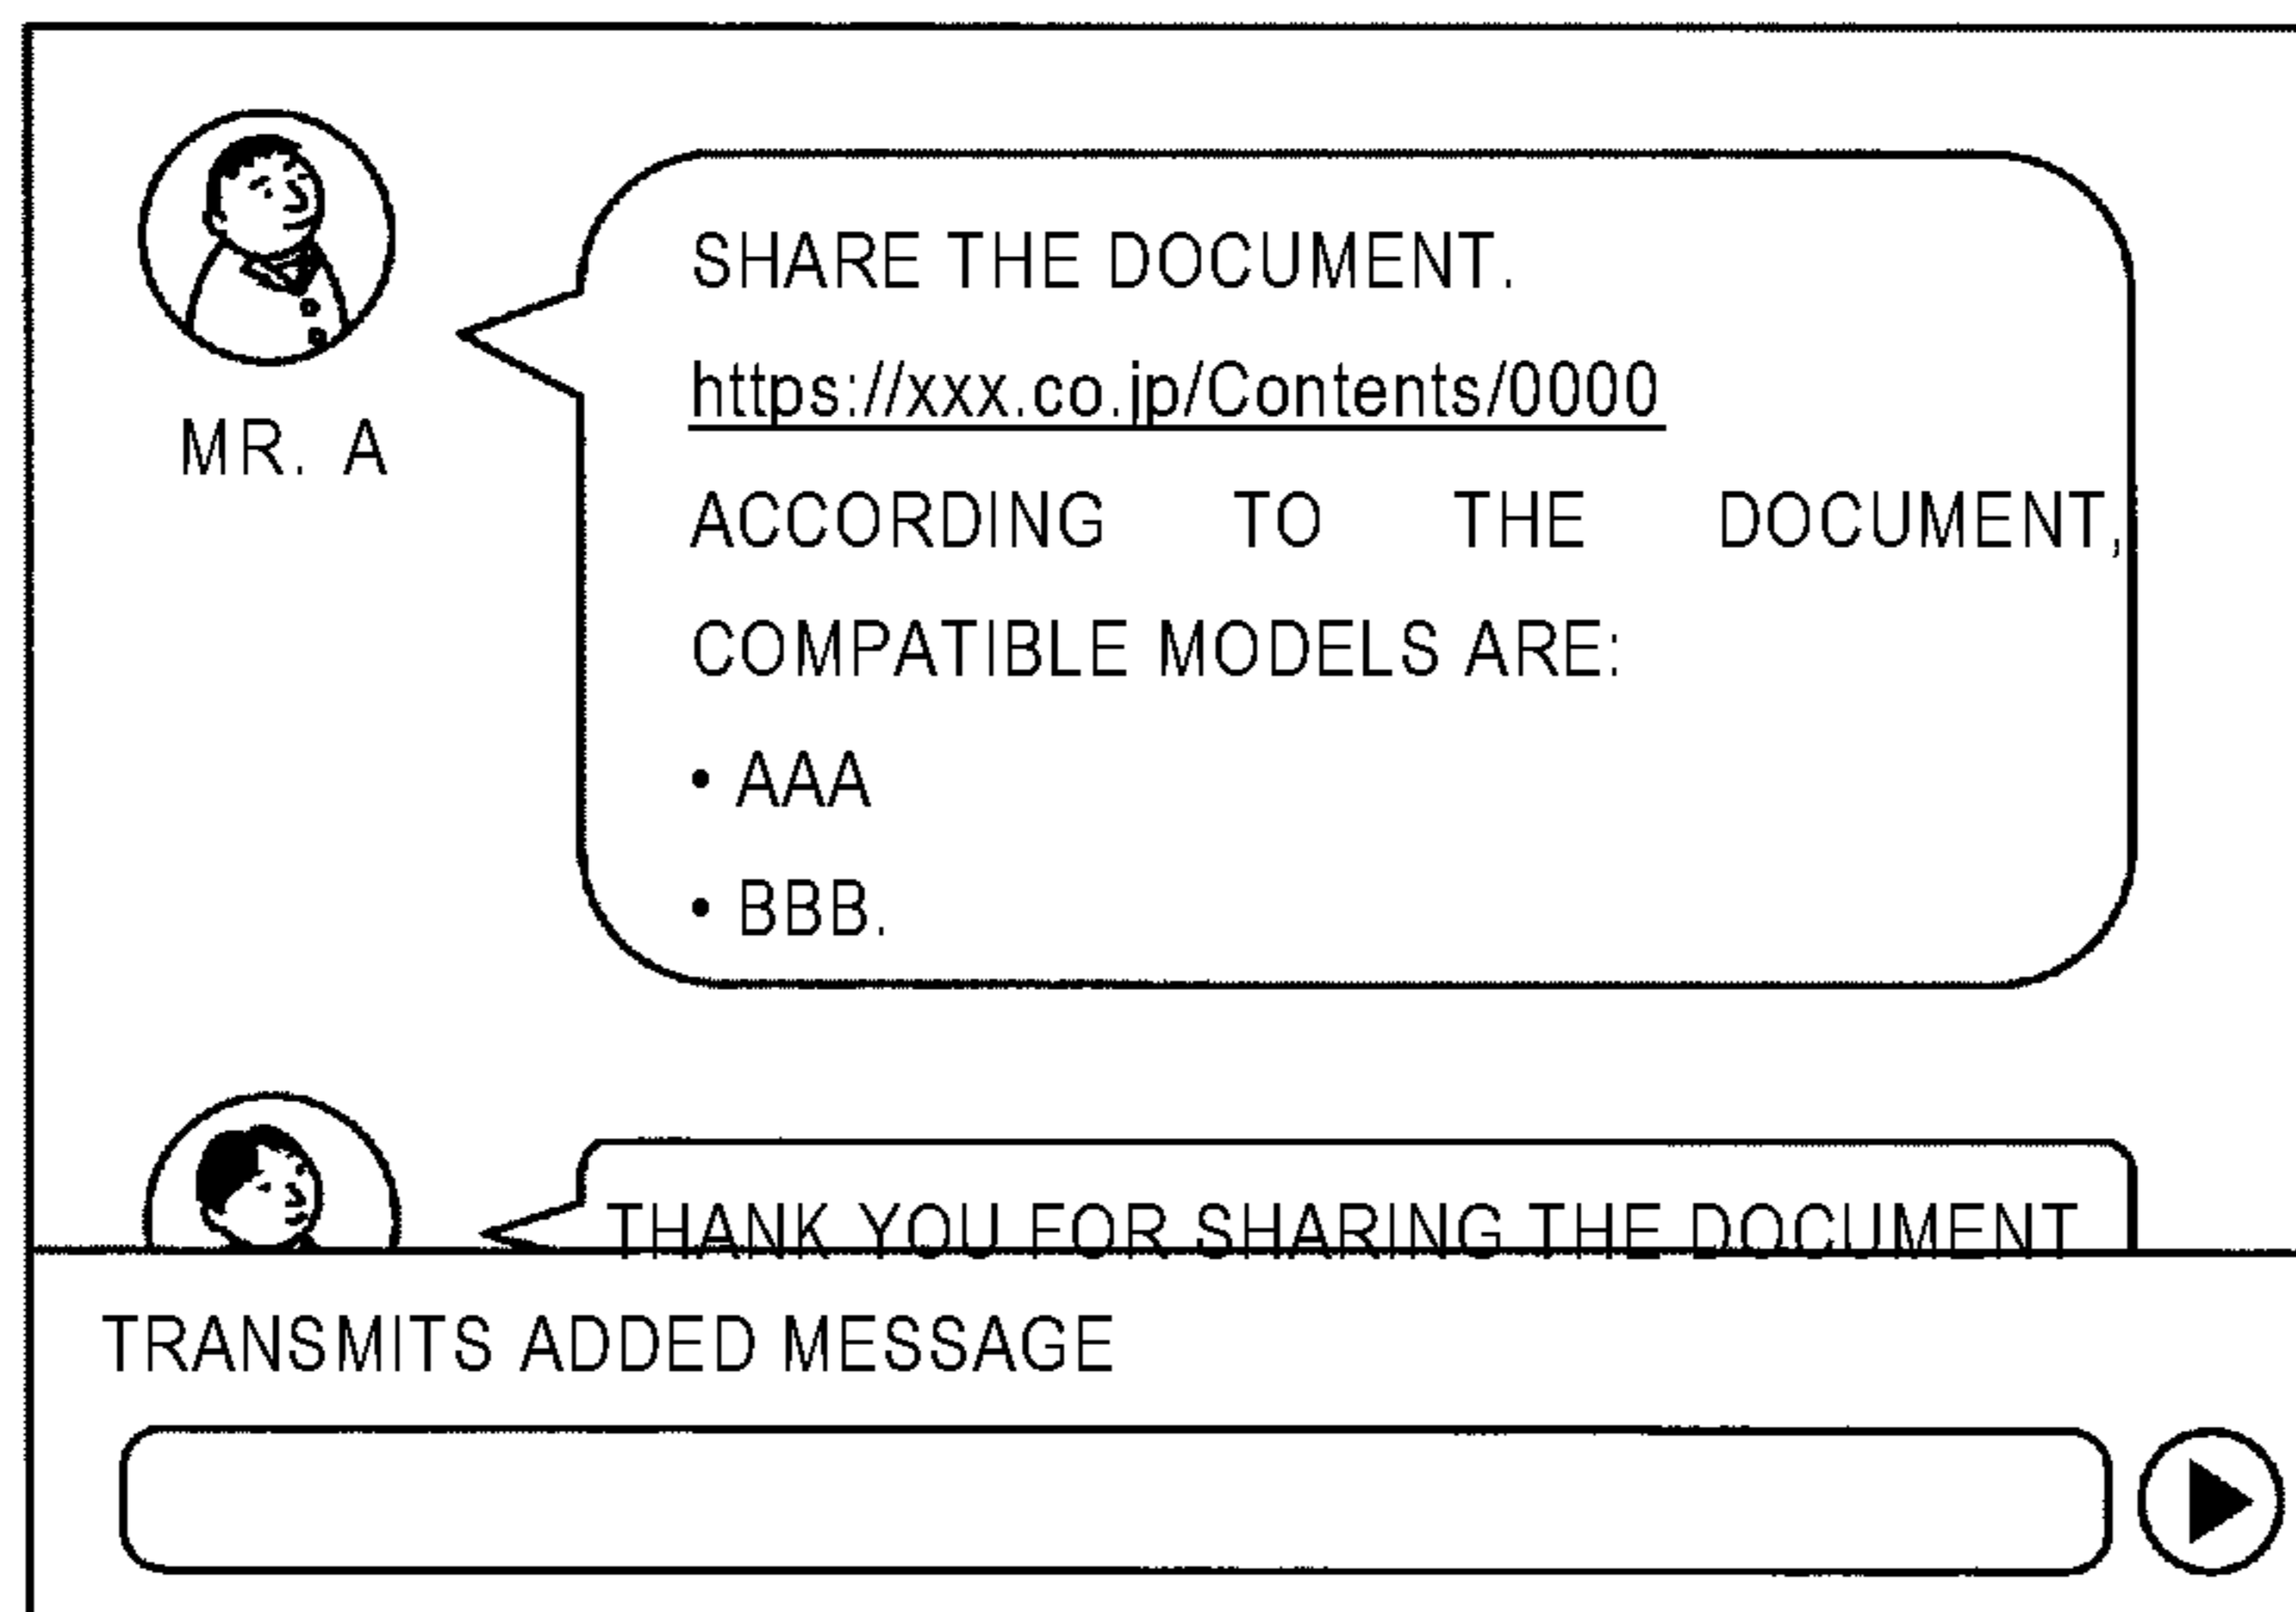 SHARE THE DOCUMENT.
https://xxx.co.jp/Contents/0000
MR. A
ACCORDING TO THE DOCUMENT,
COMPATIBLE MODELS ARE:
• AAA
• BBB.
THANK YOU FOR SHARING THE DOCUMENT
TRANSMITS ADDED MESSAGE